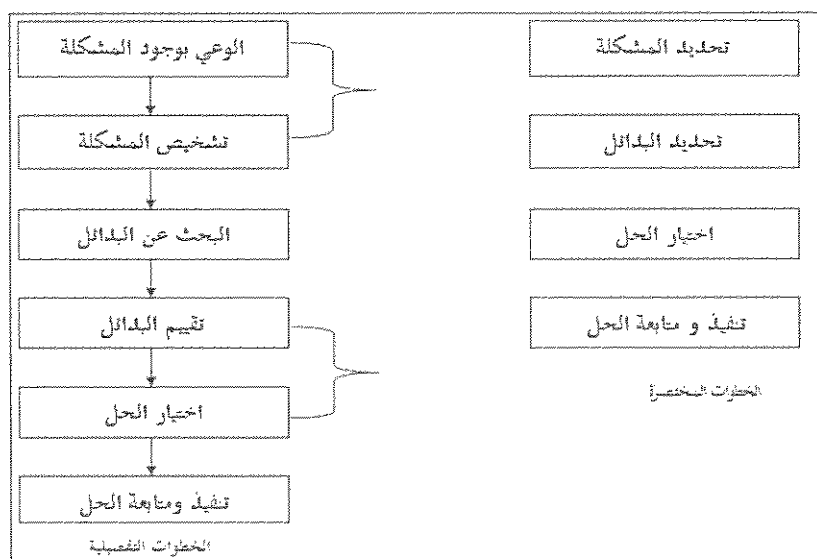 تحديد المشكلة
تحديد البدائل
اختيار الحل
تنفيذ و متابعة الحل
الخطوات المختصرة
الوعي بوجود المشكلة
تشخيص المشكلة
البحث عن البدائل
تقييم البدائل
اختيار الحل
تنفيذ ومتابعة الحل
الخطوات التفصيلية